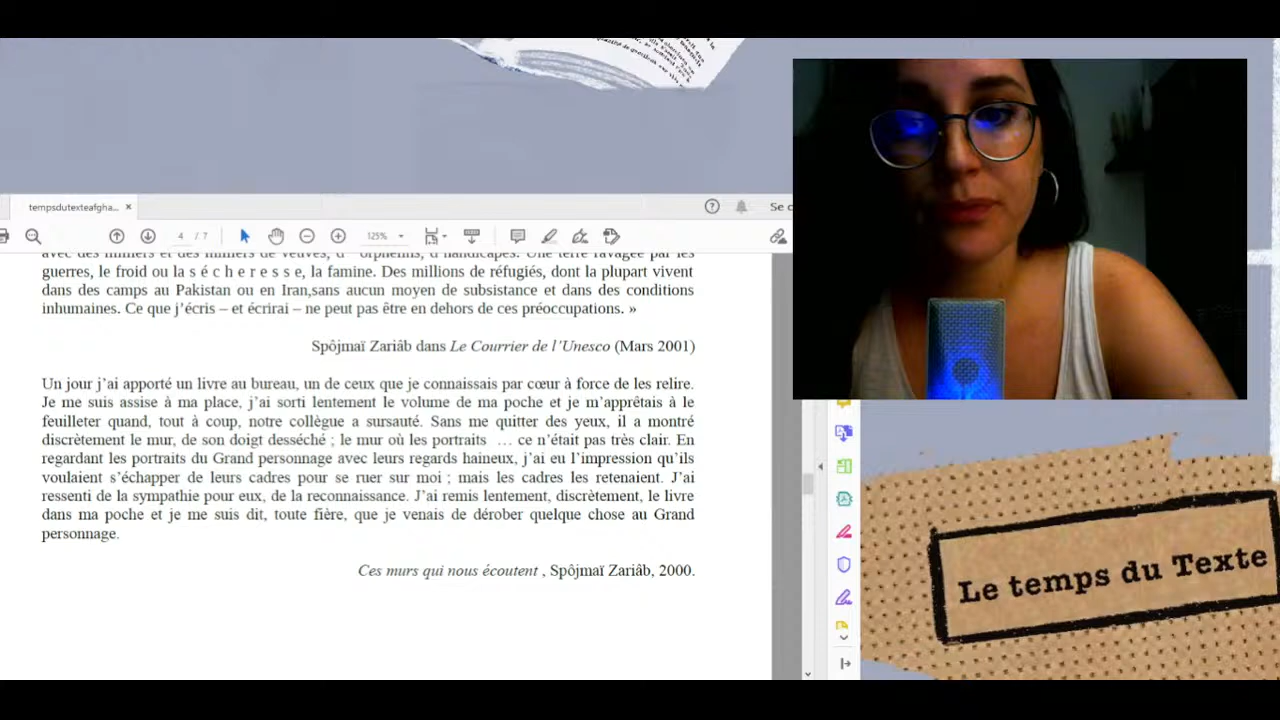 tempsdutexteafgha...
Se c
4 / 7
125%
guerres, le froid ou la s é c h e r e s s e, la famine. Des millions de réfugiés, dont la plupart vivent
dans des camps au Pakistan ou en Iran,sans aucun moyen de subsistance et dans des conditions
inhumaines. Ce que j’écris – et écrirai – ne peut pas être en dehors de ces préoccupations. »
Spôjmaï Zariâb dans Le Courrier de l’Unesco (Mars 2001)
Un jour j’ai apporté un livre au bureau, un de ceux que je connaissais par cœur à force de les relire.
Je me suis assise à ma place, j’ai sorti lentement le volume de ma poche et je m’apprêtais à le
feuilleter quand, tout à coup, notre collègue a sursauté. Sans me quitter des yeux, il a montré
discrètement le mur, de son doigt desséché ; le mur où les portraits … ce n’était pas très clair. En
regardant les portraits du Grand personnage avec leurs regards haineux, j’ai eu l’impression qu’ils
voulaient s’échapper de leurs cadres pour se ruer sur moi ; mais les cadres les retenaient. J’ai
ressenti de la sympathie pour eux, de la reconnaissance. J’ai remis lentement, discrètement, le livre
dans ma poche et je me suis dit, toute fière, que je venais de dérober quelque chose au Grand
personnage.
Ces murs qui nous écoutent , Spôjmaï Zariâb, 2000.
Le temps du Texte